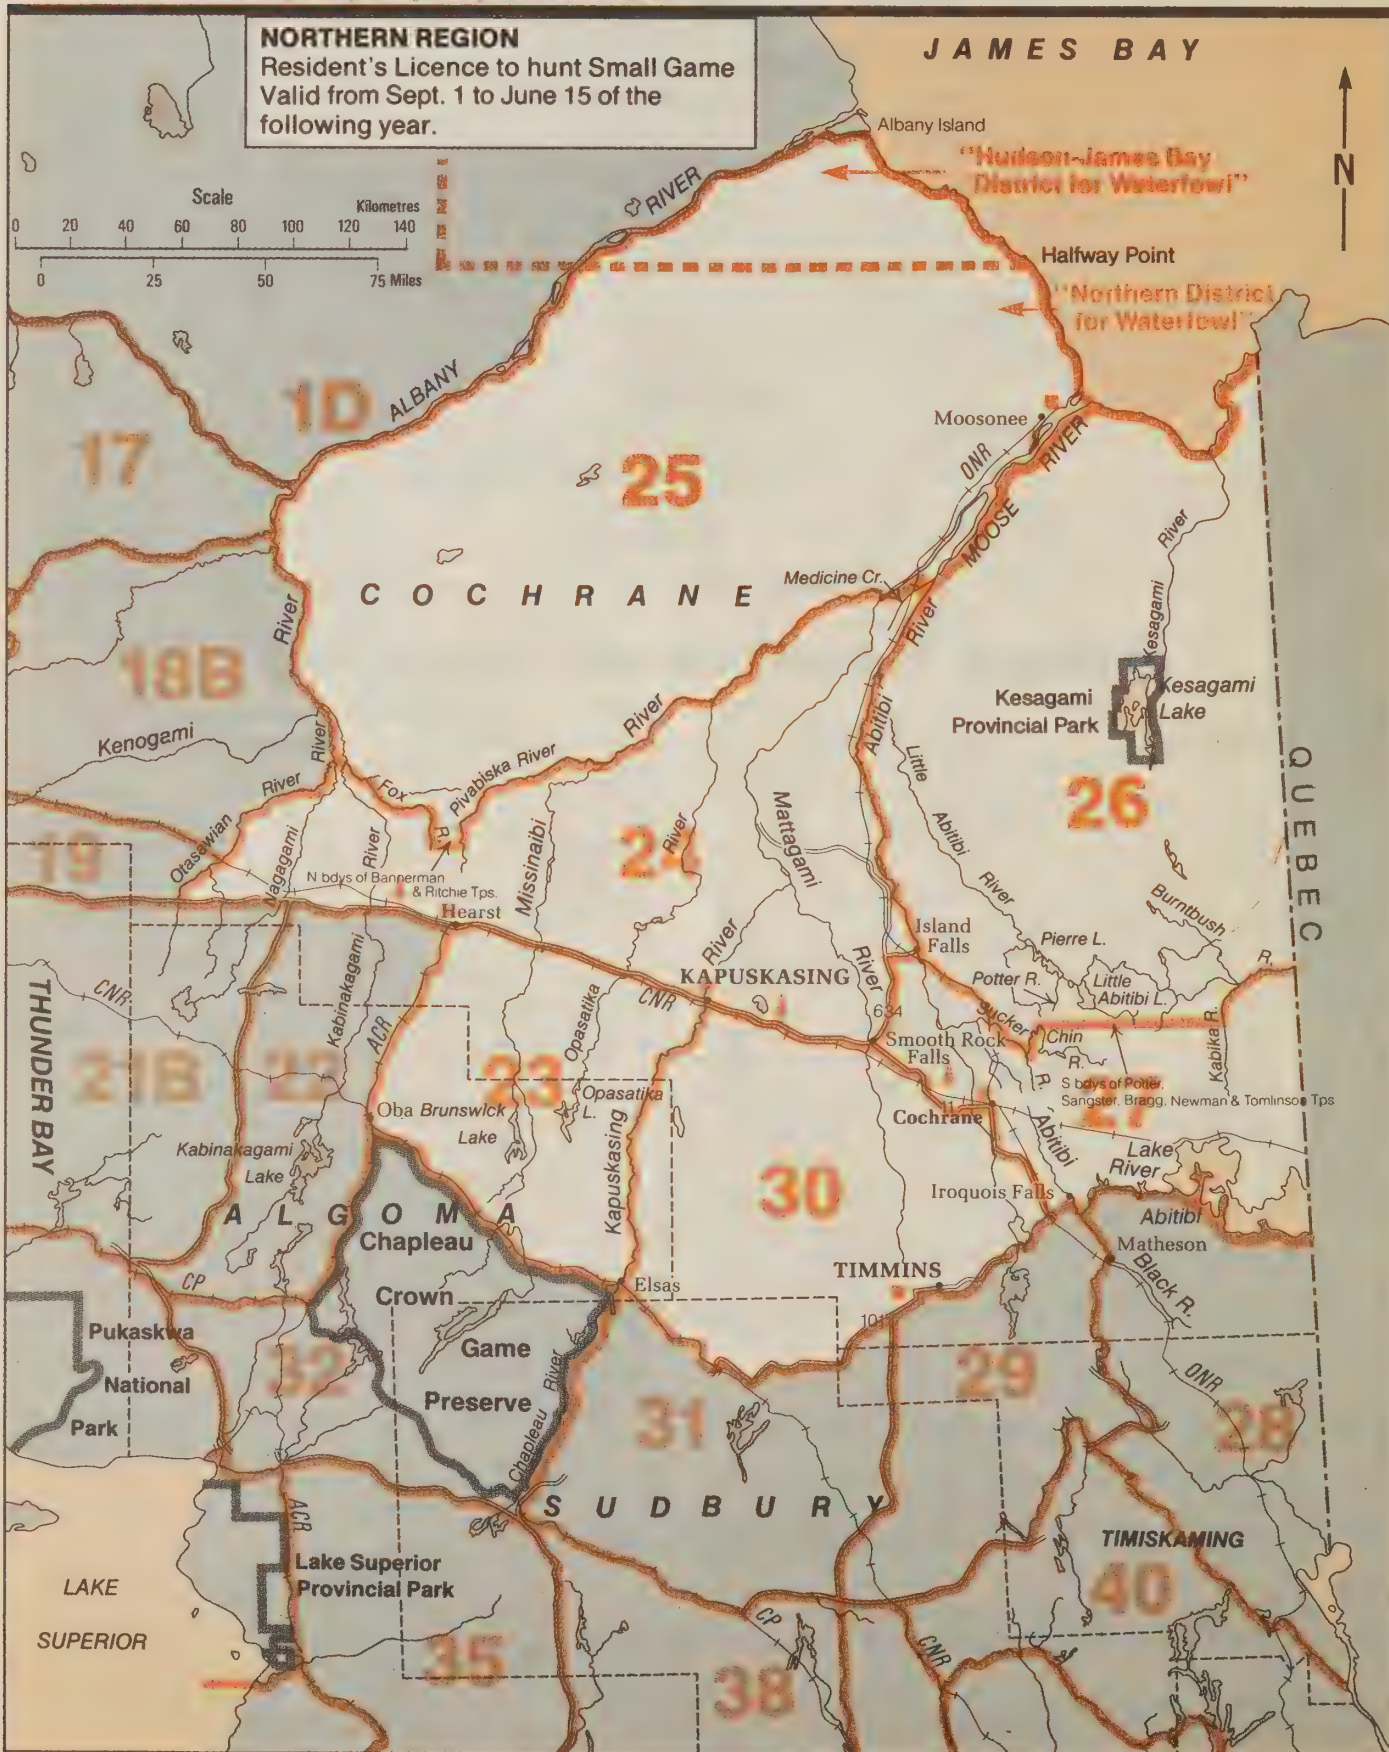 NORTHERN REGION
Resident's Licence to hunt Small Game
Valid from Sept. 1 to June 15 of the
following year.
JAMES BAY
N
Albany Island
"Hudson-James Bay
District for Waterfowl"
Scale
Kilometres
0 20 40 60 80 100 120 140
0 25 50 75 Miles
RIVER
Halfway Point
"Northern District
for Waterfowl"
ALBANY
1D
17
Moosonee
ONR
RIVER
25
MOOSE
River
COCHRANE
Medicine Cr.
River
River
Kesagami
18B
Kesagami
Provincial Park
Kesagami
Lake
Kenogami
River
River
Abitibi
QUEBEC
Pivabiska River
Fox
R.
River
Little
Abitibi
River
26
Mattagami
River
24
River
Otasawian
19
Nagagami
River
N bdys of Bannerman
& Ritchie Tps.
Missinaibi
Hearst
Burntbush
R.
Island
Falls
Pierre L.
KAPUSKASING
River
River
Potter R.
Little
Abitibi L.
THUNDER BAY
CNR
Kabinakagami
ACR
CNR
Opasatika
634
Sucker
R.
Chin
R.
Kabika R.
Smooth Rock
Falls
S bdys of Potter,
Sangster, Bragg, Newman & Tomlinson Tps
21B
22
23
27
Oba
Brunswick
Lake
Opasatika
L.
11
Cochrane
Abitibi
Kabinakagami
Lake
Kapuskasing
30
Lake
River
Iroquois Falls
Abitibi
ALGOMA
Chapleau
Matheson
Black R.
CP
Crown
Elsas
TIMMINS
101
Pukaskwa
National
Park
Game
Preserve
32
Chapleau River
31
29
ONR
28
SUDBURY
ACR
Lake Superior
Provincial Park
TIMISKAMING
40
LAKE
SUPERIOR
CP
CNR
35
38